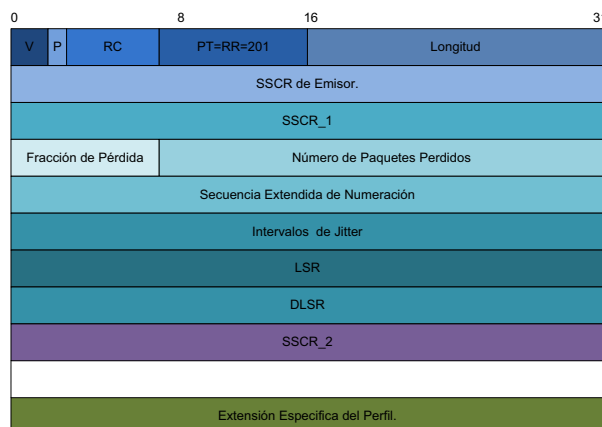 0 8 16 31
V P RC PT=RR=201 Longitud
SSCR de Emisor.
SSCR_1
Fracción de Pérdida Número de Paquetes Perdidos
Secuencia Extendida de Numeración
Intervalos de Jitter
LSR
DLSR
SSCR_2
Extensión Especifica del Perfil.